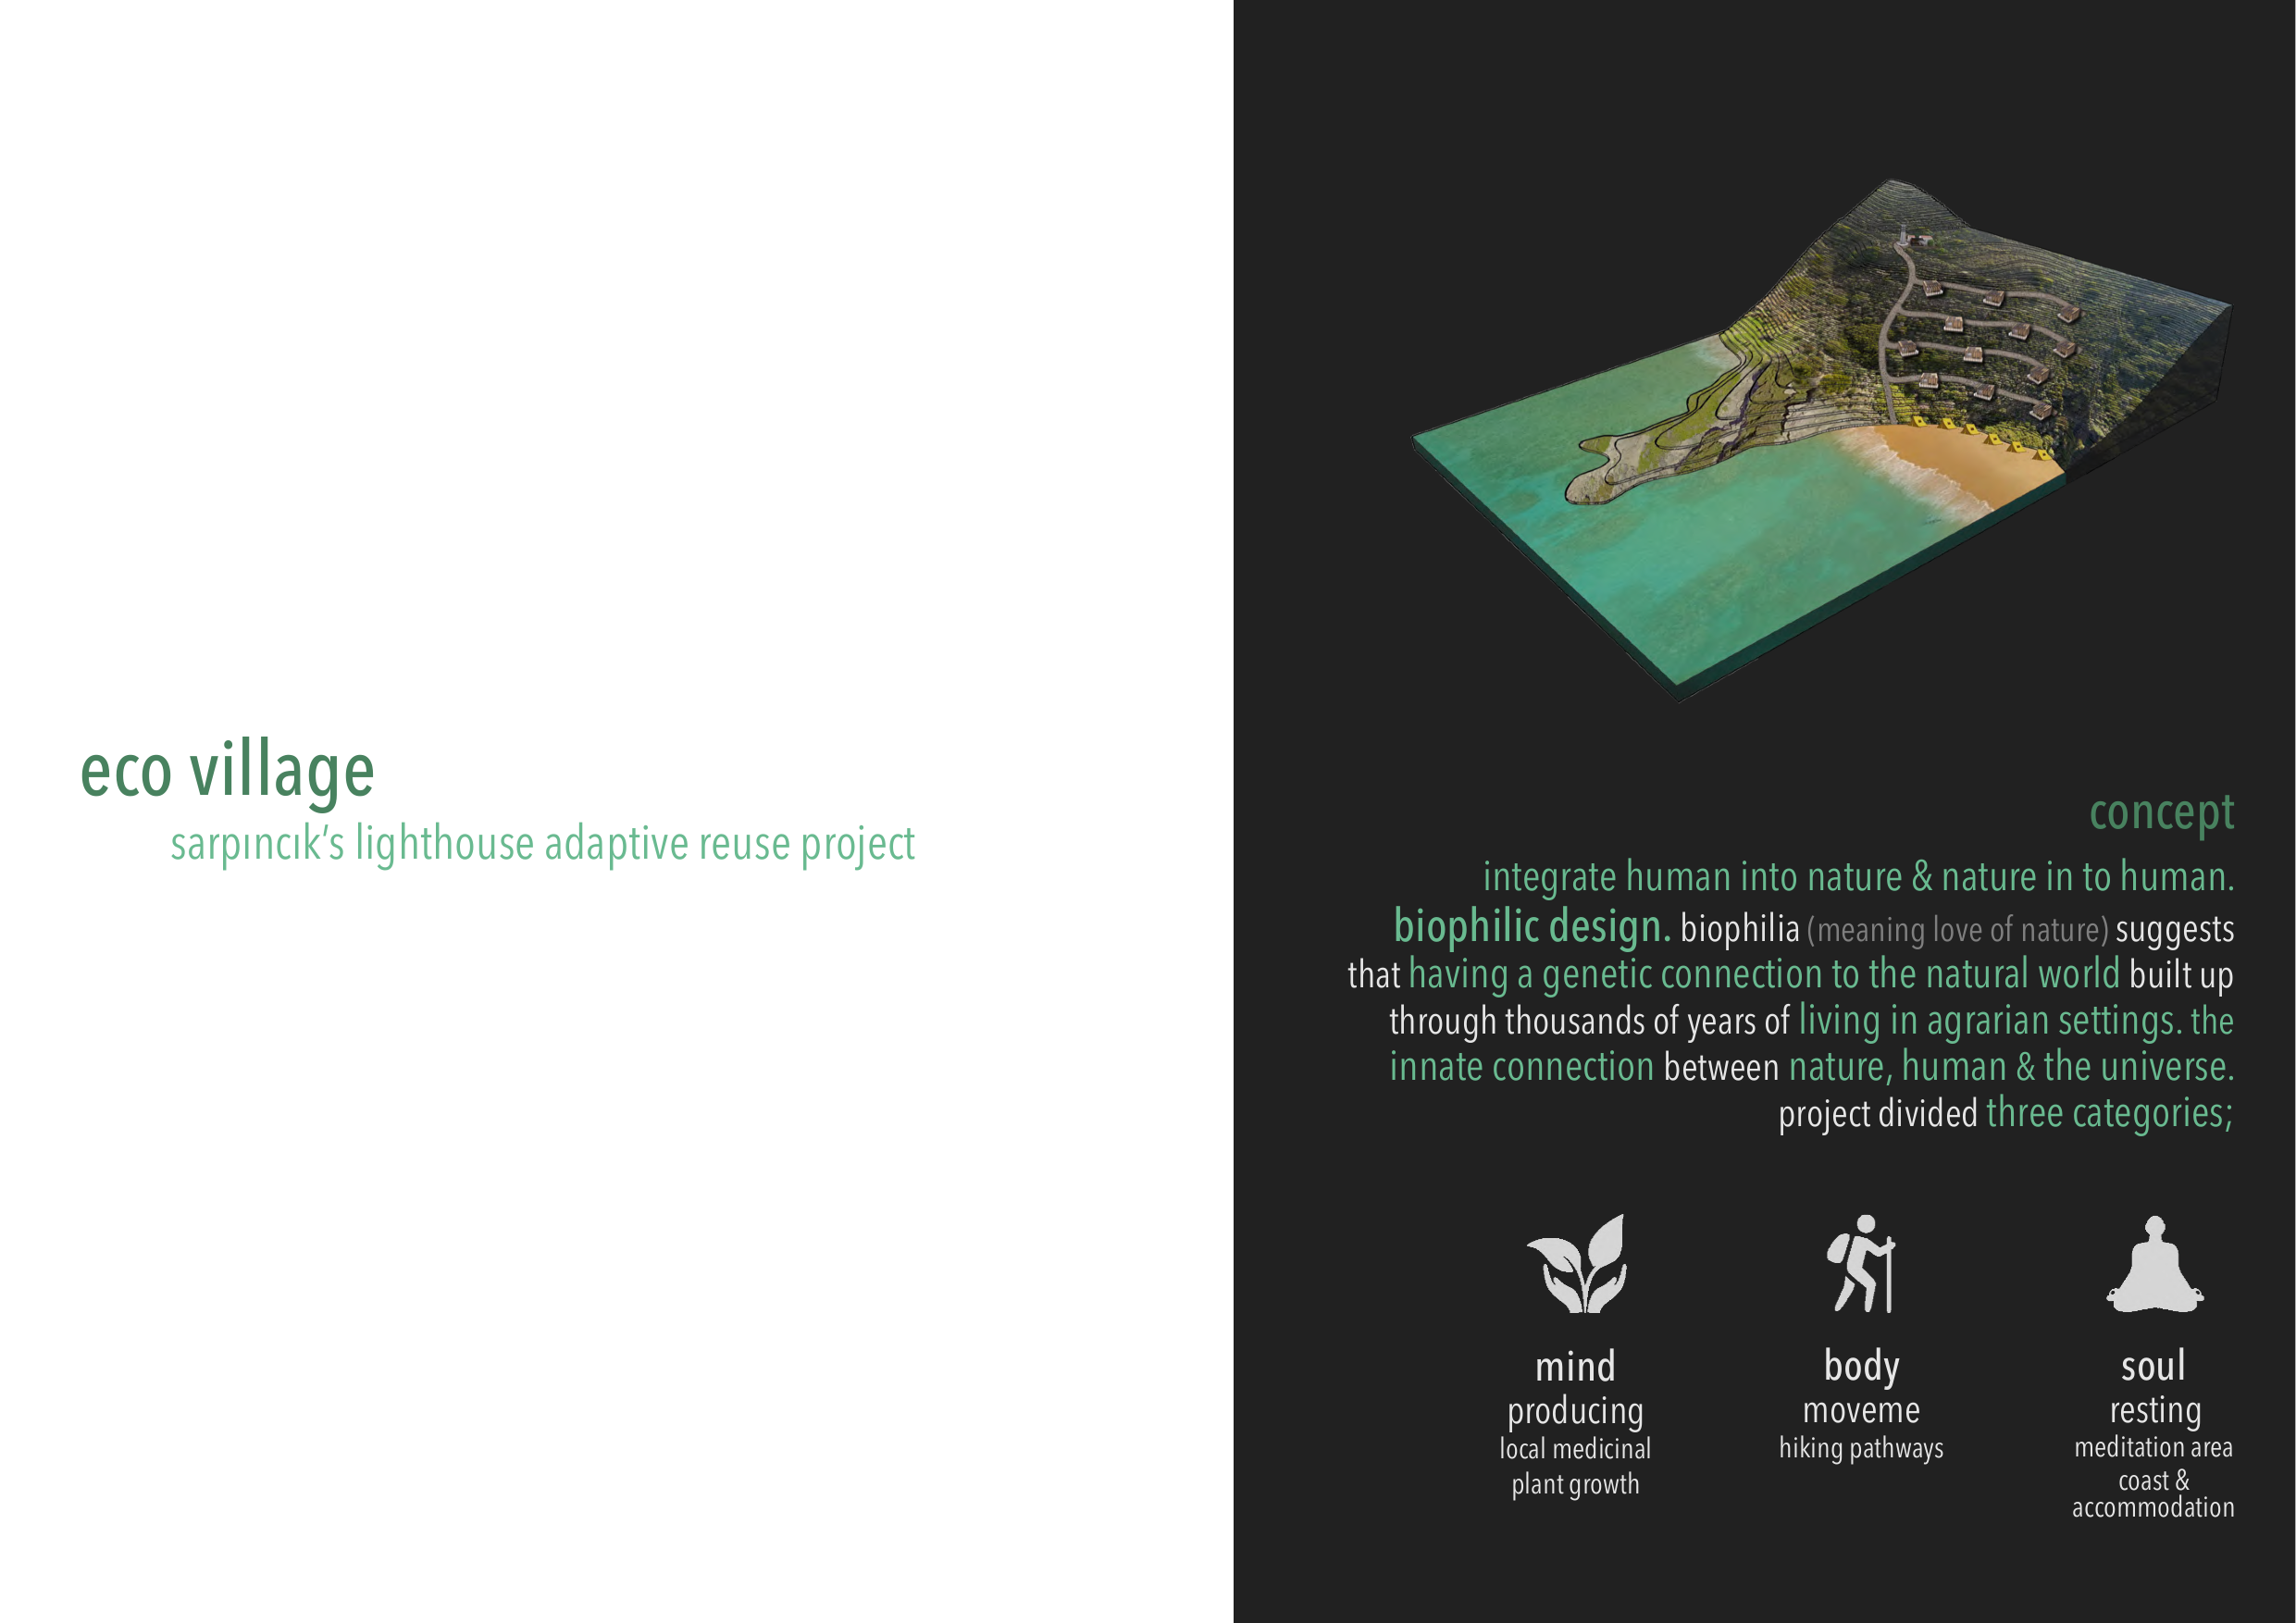 eco village
sarpıncık’s lighthouse adaptive reuse project
concept
integrate human into nature & nature in to human.
biophilic design. biophilia (meaning love of nature) suggests
that having a genetic connection to the natural world built up
through thousands of years of living in agrarian settings. the
innate connection between nature, human & the universe.
project divided three categories;
mind
producing
local medicinal
plant growth
body
moveme
hiking pathways
soul
resting
meditation area
coast &
accommodation